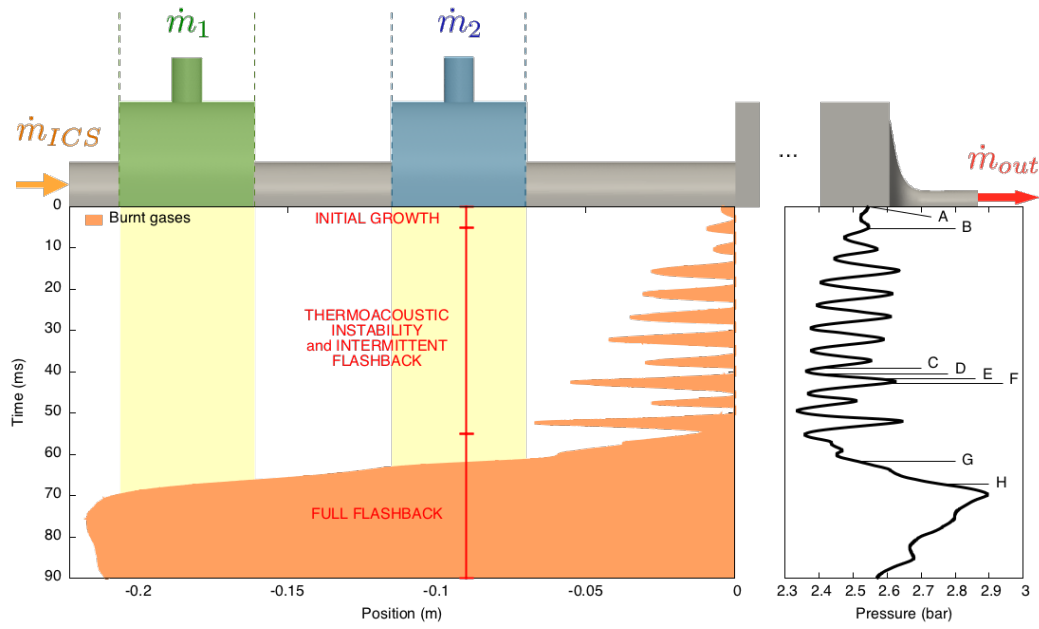 ṁ1
ṁ2
ṁICS
...
ṁout
Burnt gases
INITIAL GROWTH
THERMOACOUSTIC
INSTABILITY
and INTERMITTENT
FLASHBACK
FULL FLASHBACK
0
10
20
30
40
50
60
70
80
90
Time (ms)
-0.2
-0.15
-0.1
-0.05
0
Position (m)
A
B
C
D
E
F
G
H
2.3
2.4
2.5
2.6
2.7
2.8
2.9
3
Pressure (bar)